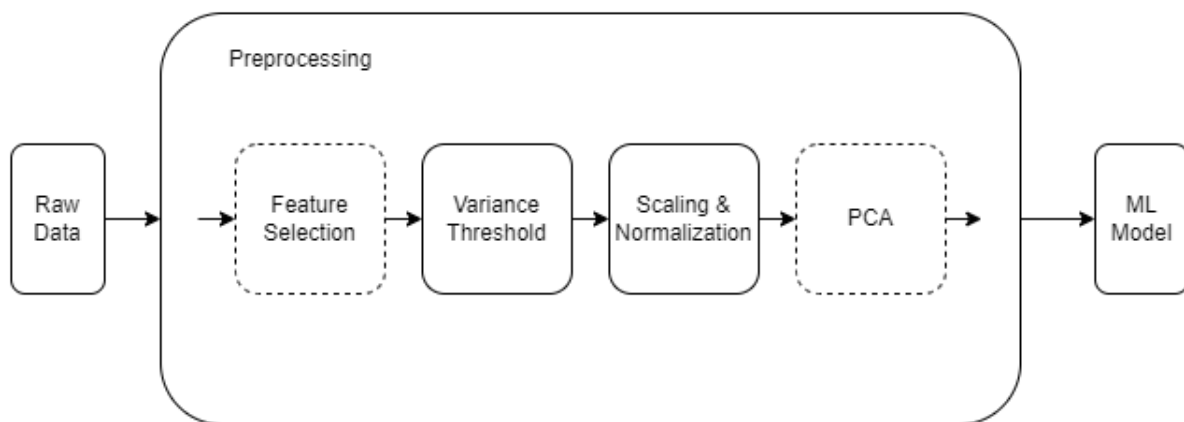 Preprocessing
Raw
Data
Feature
Selection
Variance
Threshold
Scaling &
Normalization
PCA
ML
Model